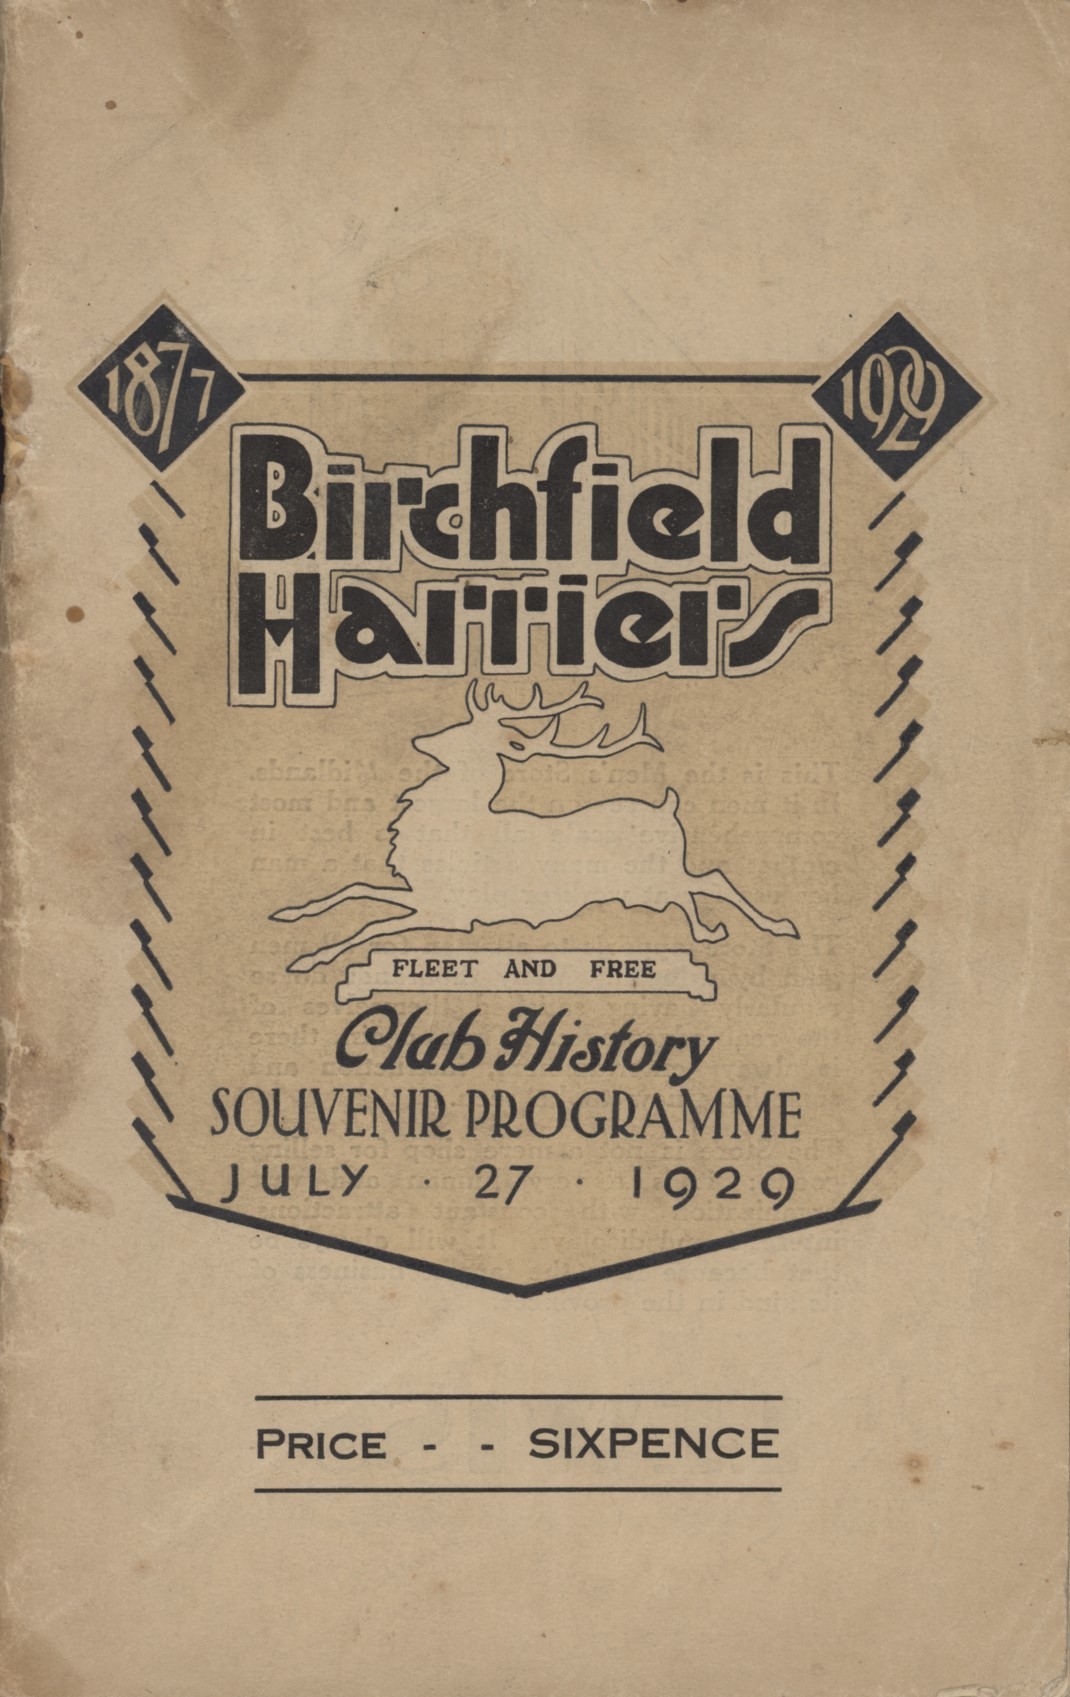 1877
1929
Birchfield
Harriers
FLEET AND FREE
Club History
SOUVENIR PROGRAMME
JULY · 27 · 1929
PRICE - - SIXPENCE